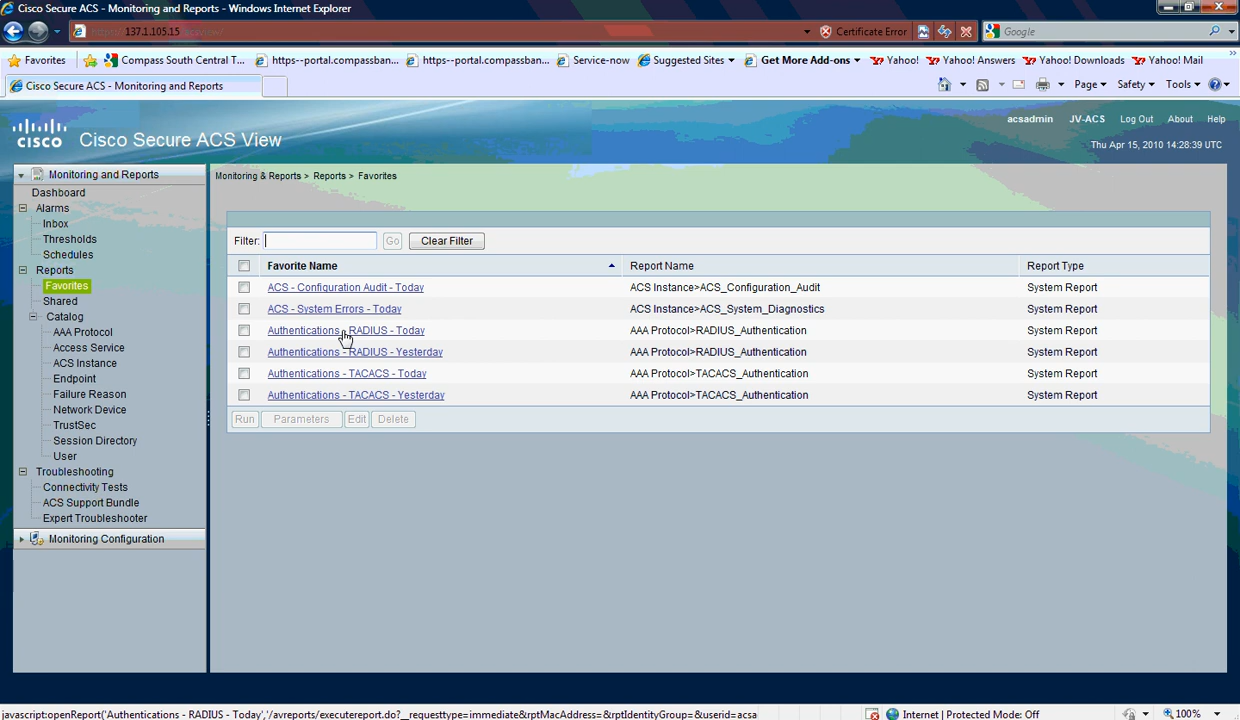 Cisco Secure ACS - Monitoring and Reports - Windows Internet Explorer
137.1.105.15
Certificate Error
Google
Favorites
Compass South Central T...
https--portal.compassban...
https--portal.compassban...
Service-now
Suggested Sites
Get More Add-ons
Yahoo!
Yahoo! Answers
Yahoo! Downloads
Yahoo! Mail
Cisco Secure ACS - Monitoring and Reports
Page
Safety
Tools
CISCO
Cisco Secure ACS View
acsadmin
JV-ACS
Log Out
About
Help
Thu Apr 15, 2010 14:28:39 UTC
Monitoring and Reports
Dashboard
Alarms
Inbox
Thresholds
Schedules
Reports
Favorites
Shared
Catalog
AAA Protocol
Access Service
ACS Instance
Endpoint
Failure Reason
Network Device
TrustSec
Session Directory
User
Troubleshooting
Connectivity Tests
ACS Support Bundle
Expert Troubleshooter
Monitoring Configuration
Monitoring & Reports > Reports > Favorites
Filter:
Go
Clear Filter
Favorite Name Report Name Report Type
ACS - Configuration Audit - Today ACS Instance>ACS_Configuration_Audit System Report
ACS - System Errors - Today ACS Instance>ACS_System_Diagnostics System Report
Authentications - RADIUS - Today AAA Protocol>RADIUS_Authentication System Report
Authentications - RADIUS - Yesterday AAA Protocol>RADIUS_Authentication System Report
Authentications - TACACS - Today AAA Protocol>TACACS_Authentication System Report
Authentications - TACACS - Yesterday AAA Protocol>TACACS_Authentication System Report
Run
Parameters
Edit
Delete
javascript:openReport('Authentications - RADIUS - Today','/avreports/executereport.do?__requesttype=immediate&rptMacAddress=&rptIdentityGroup=&userid=acsa
Internet | Protected Mode: Off
100%